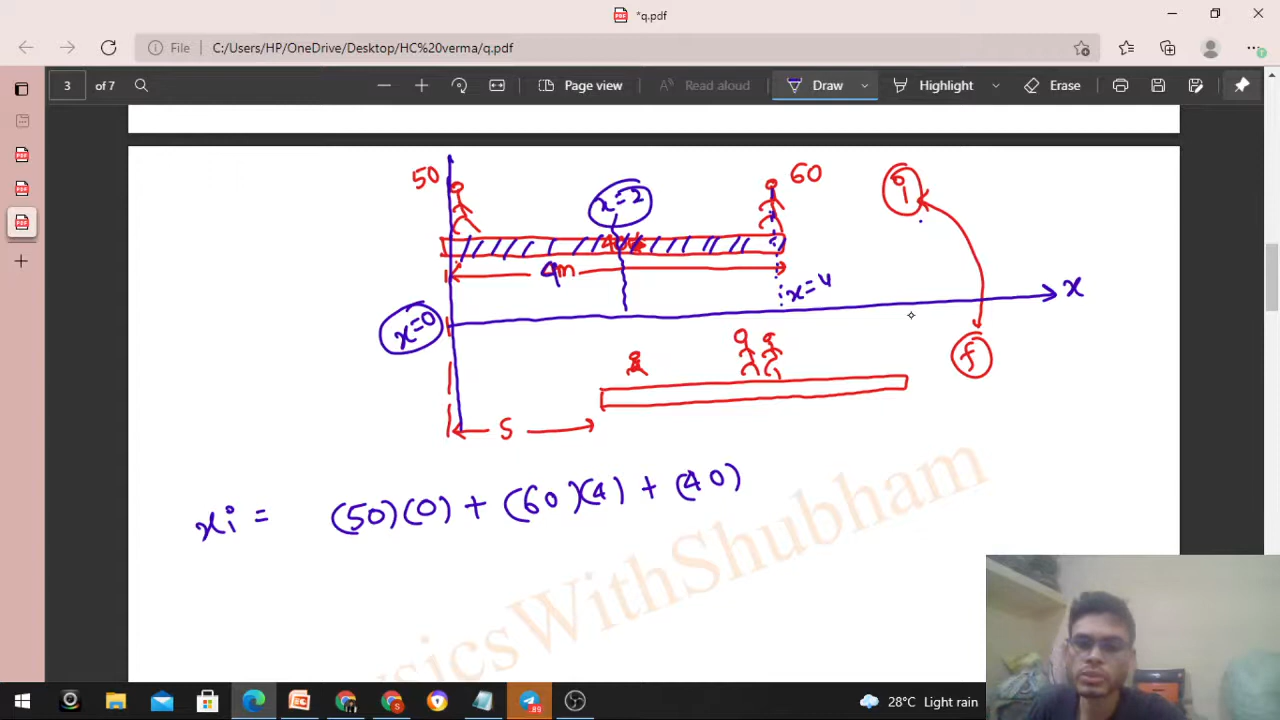 *q.pdf
File C:/Users/HP/OneDrive/Desktop/HC%20verma/q.pdf
3 of 7 Page view Read aloud Draw Highlight Erase
50 x=2 60 i
4m
x=4 x
x=0
f
S
xi = (50)(0) + (60)(4) + (40)
sicsWithShubham
28°C Light rain